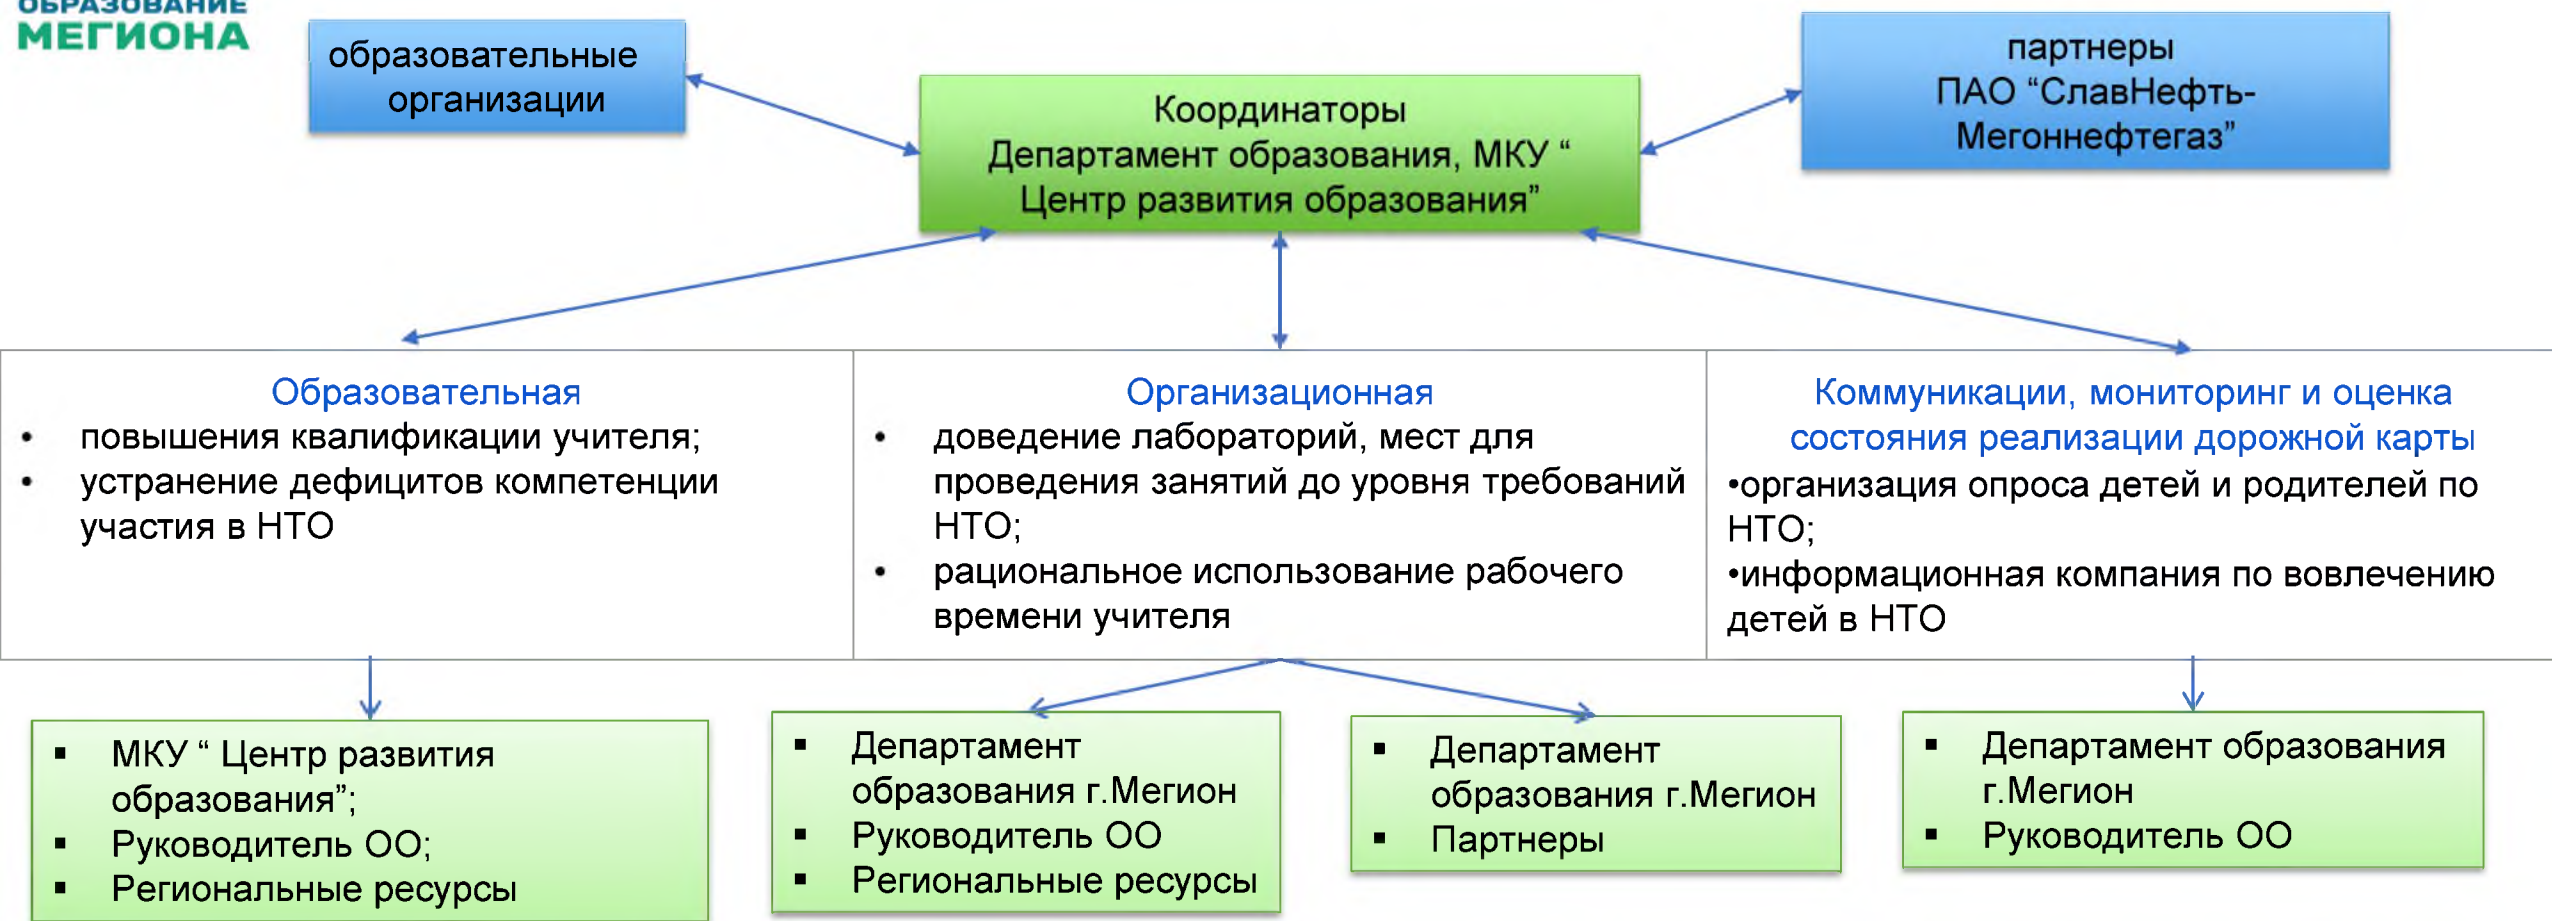 ОБРАЗОВАНИЕ
МЕГИОНА
образовательные
организации
Координаторы
Департамент образования, МКУ “
Центр развития образования”
партнеры
ПАО “СлавНефть-
Мегоннефтегаз”
Образовательная
• повышения квалификации учителя;
• устранение дефицитов компетенции
участия в НТО
Организационная
• доведение лабораторий, мест для
проведения занятий до уровня требований
НТО;
• рациональное использование рабочего
времени учителя
Коммуникации, мониторинг и оценка
состояния реализации дорожной карты
•организация опроса детей и родителей по
НТО;
•информационная компания по вовлечению
детей в НТО
▪ МКУ “ Центр развития
образования”;
▪ Руководитель ОО;
▪ Региональные ресурсы
▪ Департамент
образования г.Мегион
▪ Руководитель ОО
▪ Региональные ресурсы
▪ Департамент
образования г.Мегион
▪ Партнеры
▪ Департамент образования
г.Мегион
▪ Руководитель ОО